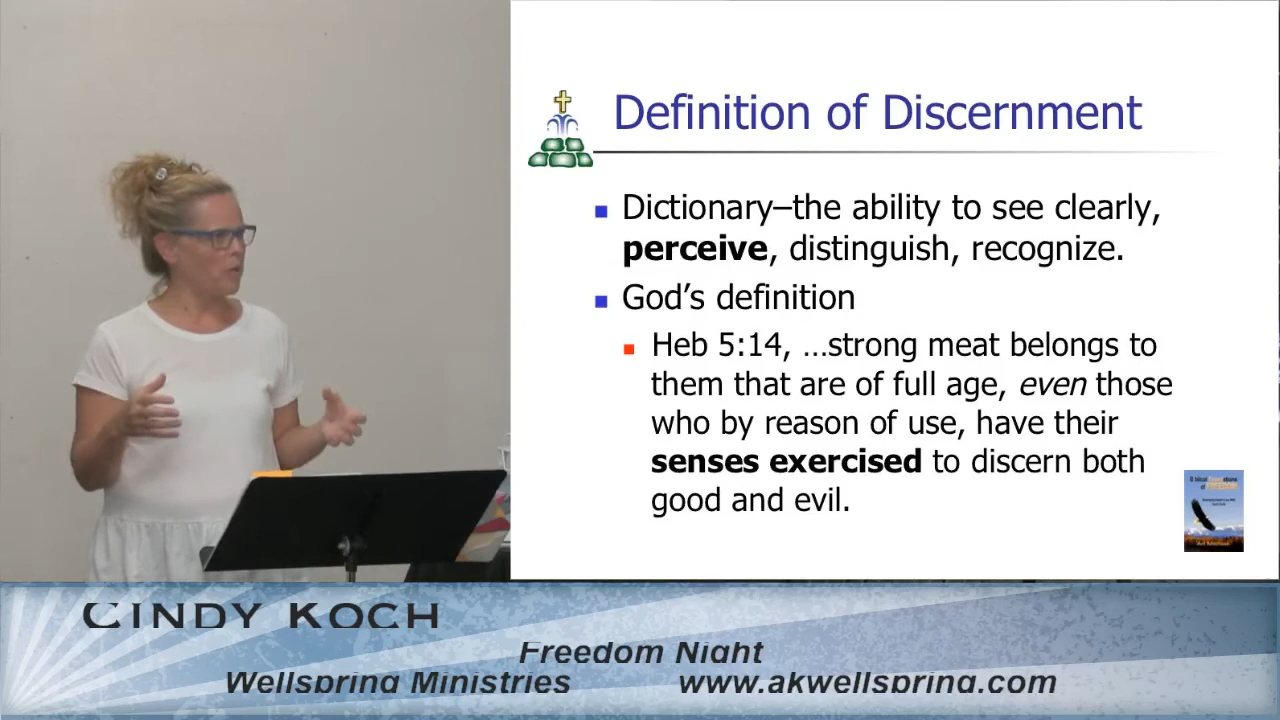 Definition of Discernment
Dictionary–the ability to see clearly,
perceive, distinguish, recognize.
God’s definition
Heb 5:14, …strong meat belongs to
them that are of full age, even those
who by reason of use, have their
senses exercised to discern both
good and evil.
CINDY KOCH
Freedom Night
Wellspring Ministries www.akwellspring.com